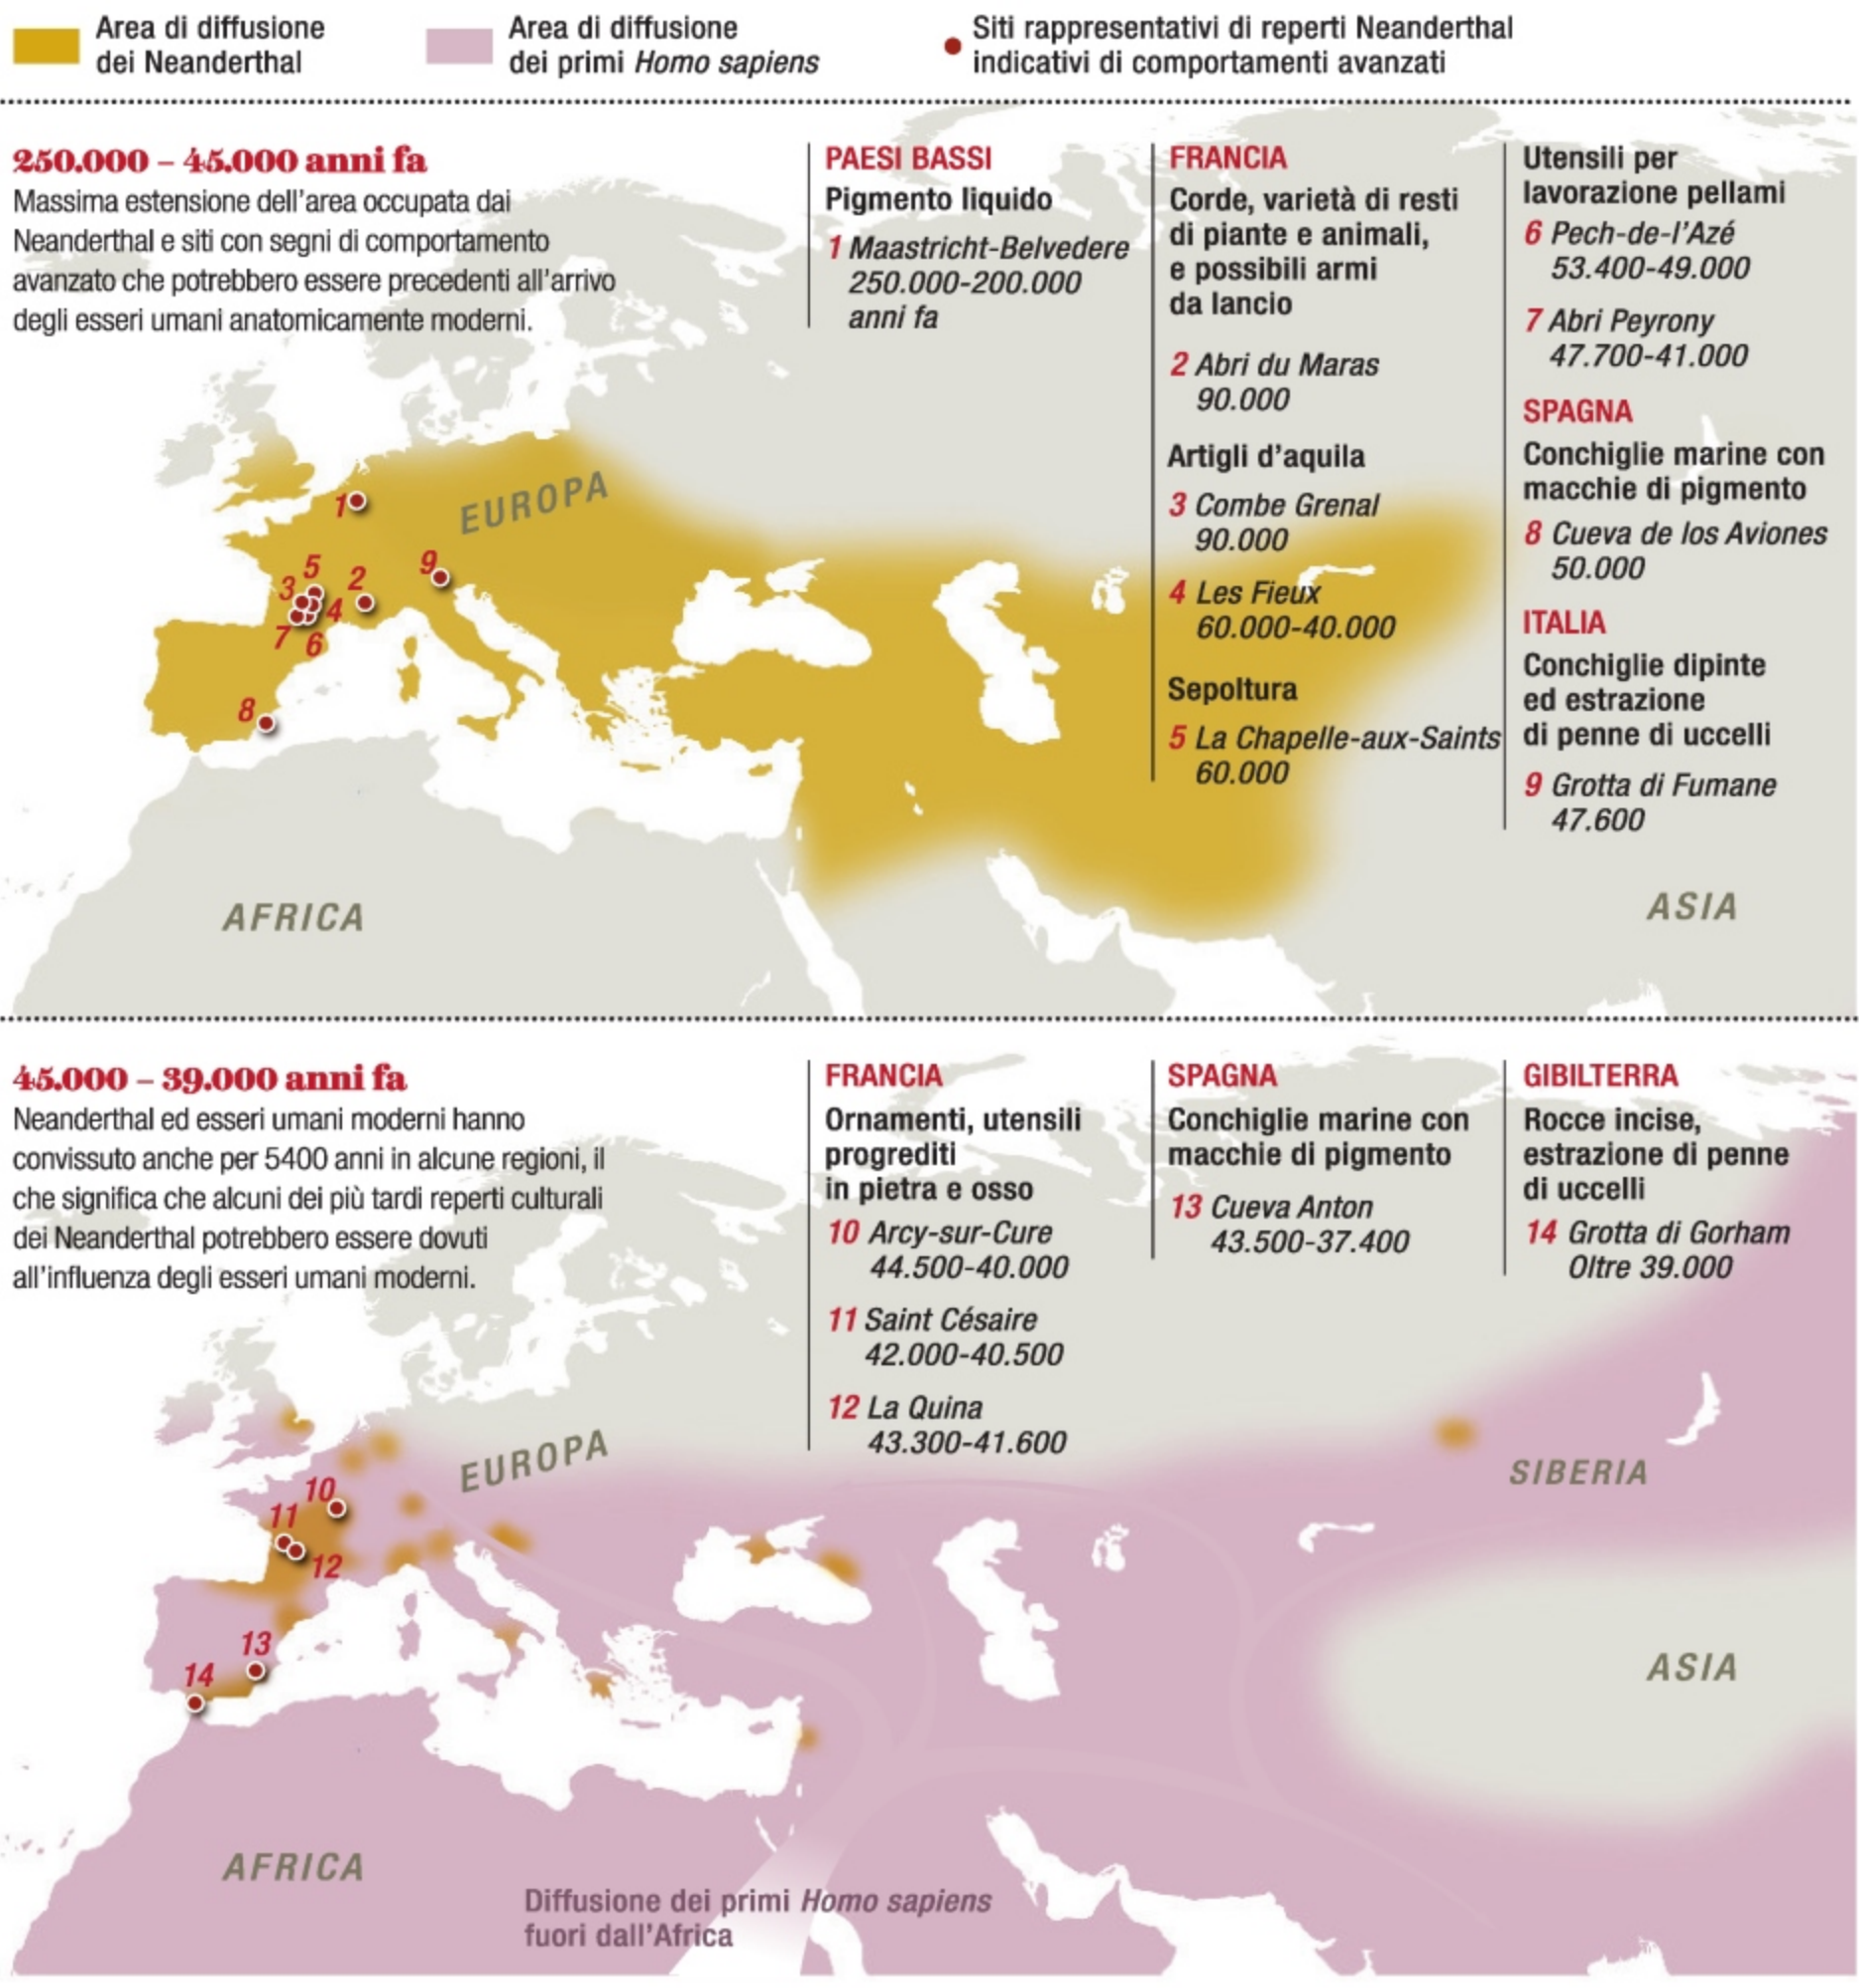 Area di diffusione
dei Neanderthal
Area di diffusione
dei primi Homo sapiens
Siti rappresentativi di reperti Neanderthal
indicativi di comportamenti avanzati
250.000 – 45.000 anni fa
Massima estensione dell'area occupata dai
Neanderthal e siti con segni di comportamento
avanzato che potrebbero essere precedenti all'arrivo
degli esseri umani anatomicamente moderni.
PAESI BASSI
Pigmento liquido
1 Maastricht-Belvedere
250.000-200.000
anni fa
FRANCIA
Corde, varietà di resti
di piante e animali,
e possibili armi
da lancio
2 Abri du Maras
90.000
Artigli d'aquila
3 Combe Grenal
90.000
4 Les Fieux
60.000-40.000
Sepoltura
5 La Chapelle-aux-Saints
60.000
Utensili per
lavorazione pellami
6 Pech-de-l'Azé
53.400-49.000
7 Abri Peyrony
47.700-41.000
SPAGNA
Conchiglie marine con
macchie di pigmento
8 Cueva de los Aviones
50.000
ITALIA
Conchiglie dipinte
ed estrazione
di penne di uccelli
9 Grotta di Fumane
47.600
EUROPA
1
9
5
2
3
4
7
6
8
AFRICA
ASIA
45.000 – 39.000 anni fa
Neanderthal ed esseri umani moderni hanno
convissuto anche per 5400 anni in alcune regioni, il
che significa che alcuni dei più tardi reperti culturali
dei Neanderthal potrebbero essere dovuti
all'influenza degli esseri umani moderni.
FRANCIA
Ornamenti, utensili
progrediti
in pietra e osso
10 Arcy-sur-Cure
44.500-40.000
11 Saint Césaire
42.000-40.500
12 La Quina
43.300-41.600
SPAGNA
Conchiglie marine con
macchie di pigmento
13 Cueva Anton
43.500-37.400
GIBILTERRA
Rocce incise,
estrazione di penne
di uccelli
14 Grotta di Gorham
Oltre 39.000
EUROPA
SIBERIA
10
11
12
13
14
ASIA
AFRICA
Diffusione dei primi Homo sapiens
fuori dall'Africa